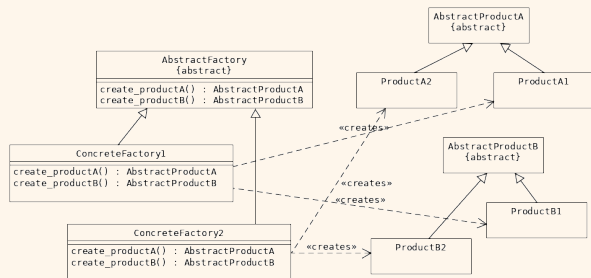 AbstractProductA
{abstract}
AbstractFactory
{abstract}
create_productA() : AbstractProductA
create_productB() : AbstractProductB
ProductA2
ProductA1
«creates»
ConcreteFactory1
create_productA() : AbstractProductA
create_productB() : AbstractProductB
AbstractProductB
{abstract}
«creates»
«creates»
ProductB1
ConcreteFactory2
create_productA() : AbstractProductA
create_productB() : AbstractProductB
«creates»
ProductB2